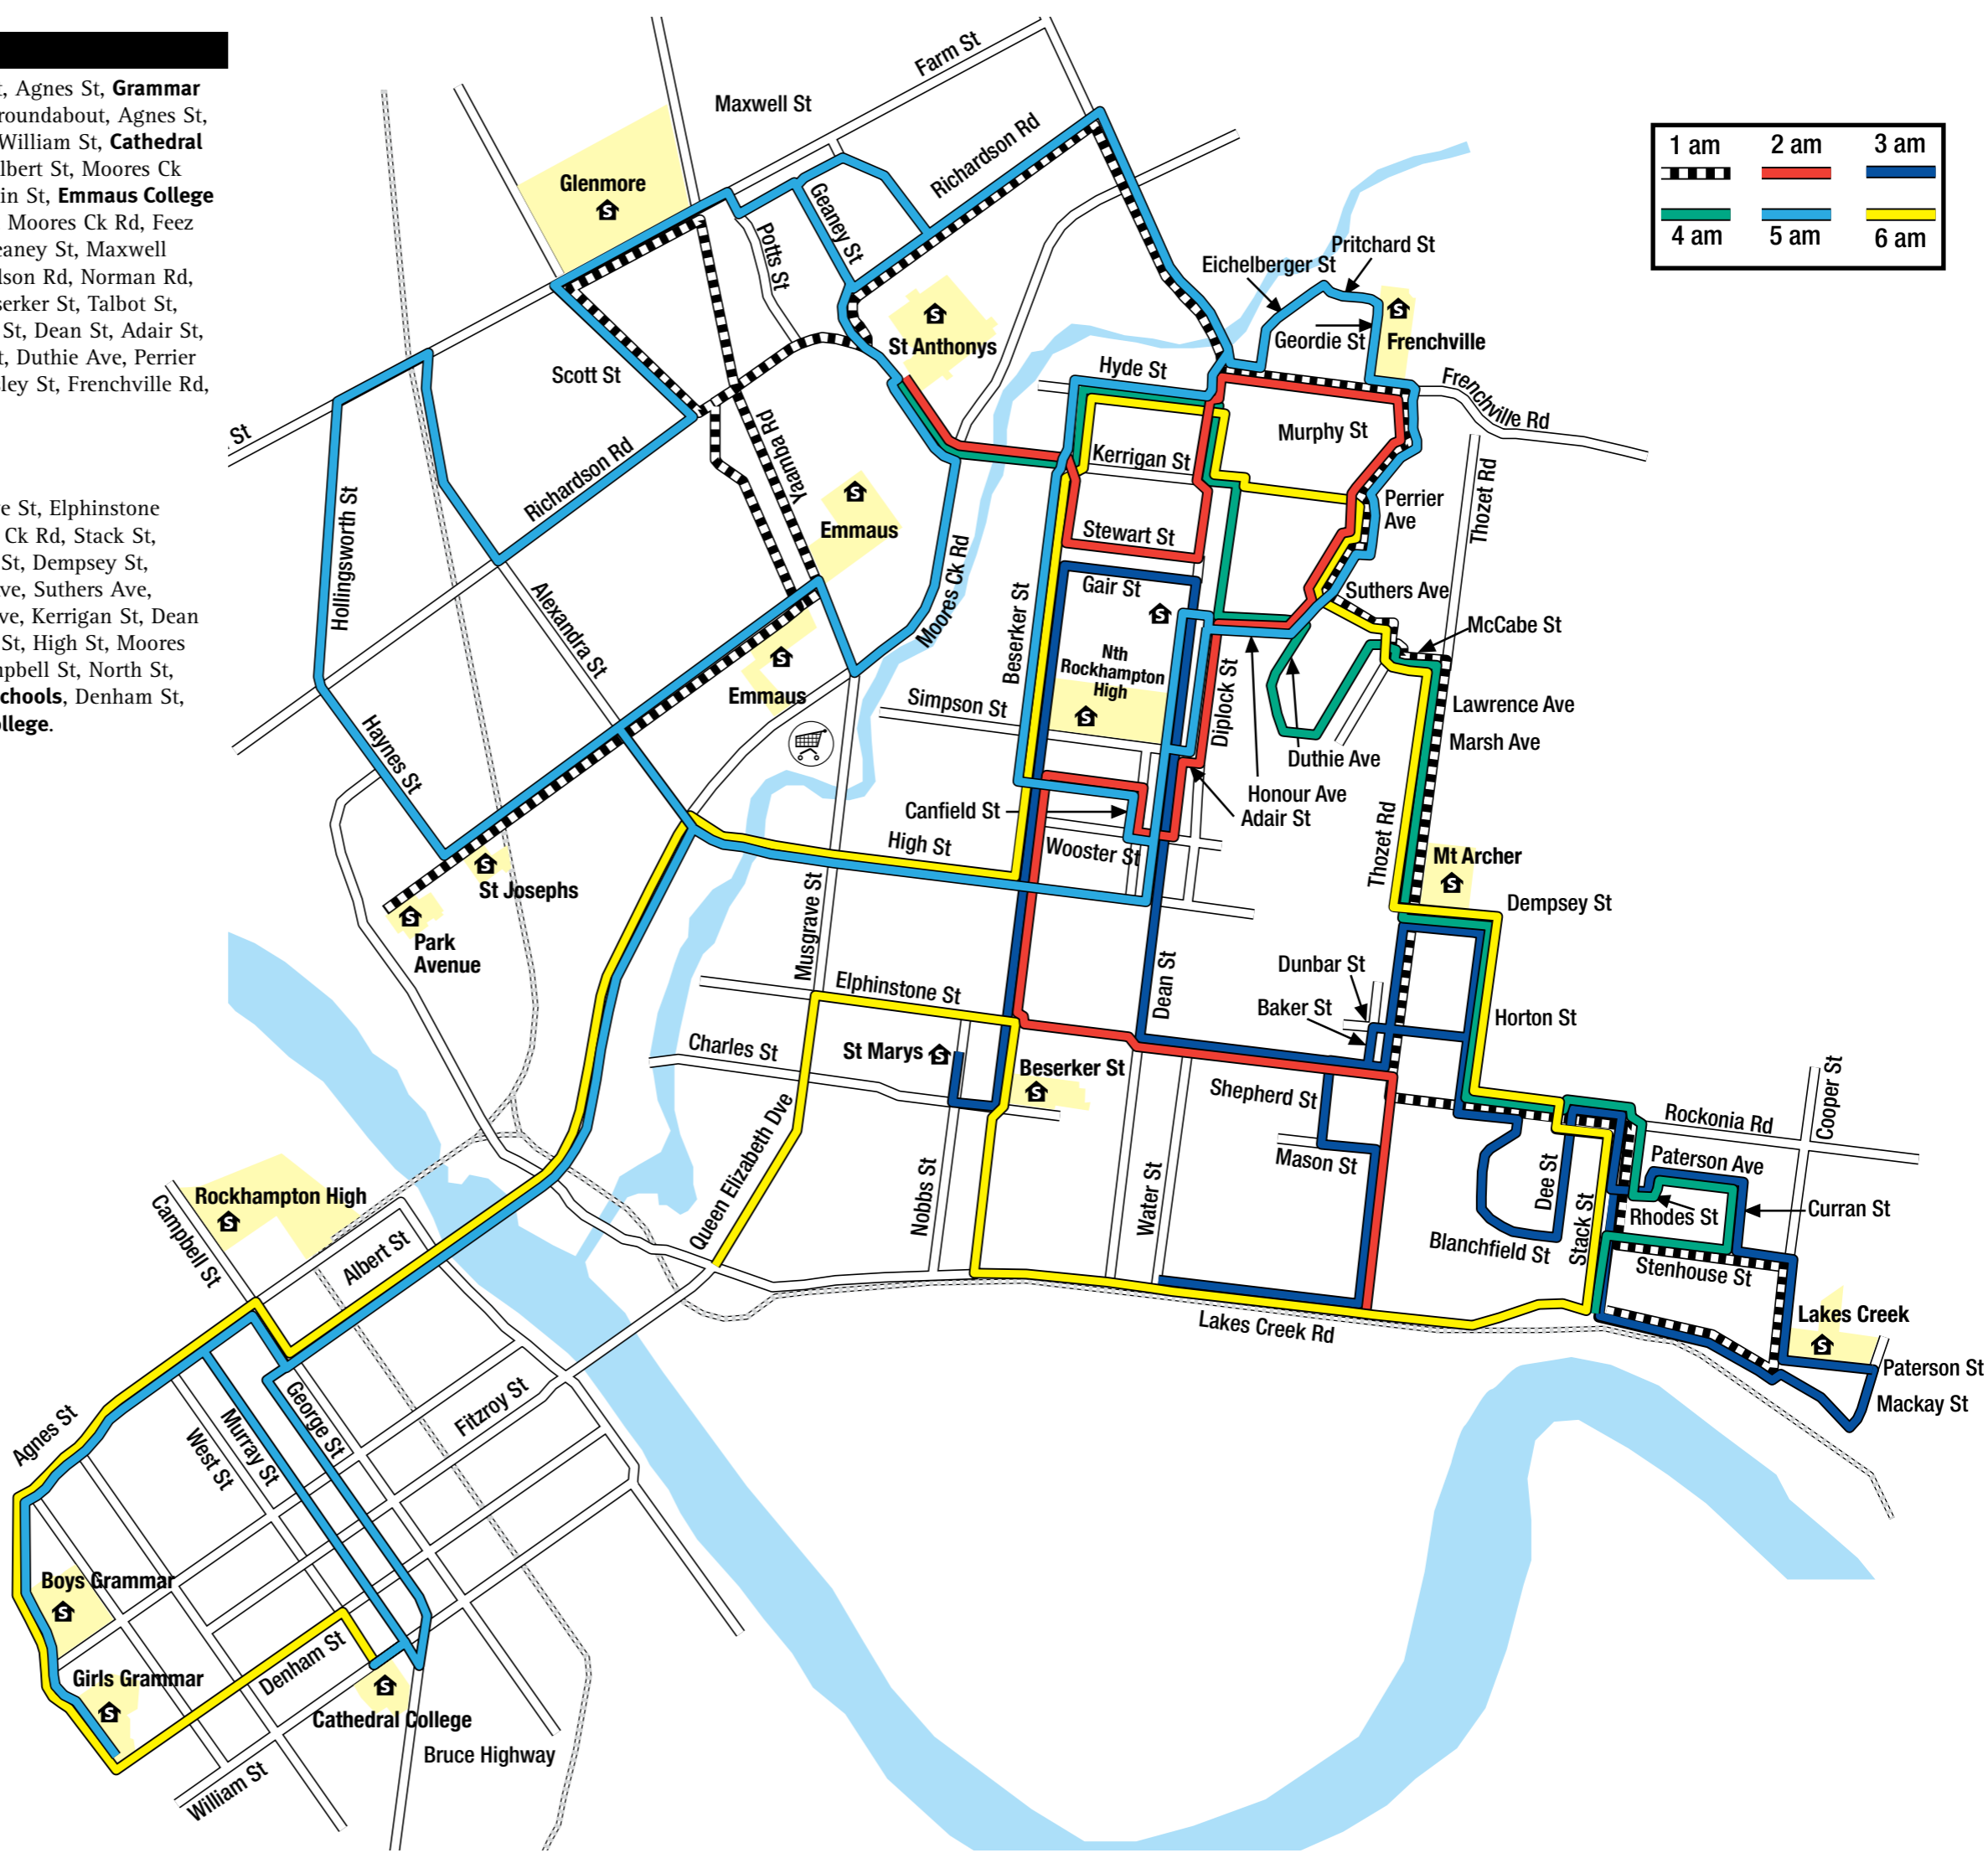 t, Agnes St, Grammar
roundabout, Agnes St,
William St, Cathedral
lbert St, Moores Ck
in St, Emmaus College
, Moores Ck Rd, Feez
eaney St, Maxwell
dson Rd, Norman Rd,
serker St, Talbot St,
St, Dean St, Adair St,
t, Duthie Ave, Perrier
ley St, Frenchville Rd,
e St, Elphinstone
Ck Rd, Stack St,
St, Dempsey St,
ve, Suthers Ave,
ve, Kerrigan St, Dean
St, High St, Moores
npbell St, North St,
chools, Denham St,
ollege.
1 am
2 am
3 am
4 am
5 am
6 am
Farm St
Maxwell St
Richardson Rd
Glenmore
Geaney St
Potts St
Pritchard St
Eichelberger St
Geordie St
Frenchville
St Anthonys
Scott St
Hyde St
Frenchville Rd
St
Murphy St
Yaamba Rd
Kerrigan St
Richardson Rd
Thozet Rd
Perrier
Ave
Emmaus
Hollingsworth St
Stewart St
Moores Ck Rd
Gair St
Suthers Ave
Alexandra St
Beserker St
McCabe St
Nth
Rockhampton
High
Emmaus
Simpson St
Diplock St
Lawrence Ave
Marsh Ave
Haynes St
Duthie Ave
Honour Ave
Canfield St
Adair St
High St
Wooster St
Thozet Rd
Mt Archer
St Josephs
Dempsey St
Musgrave St
Park
Avenue
Dunbar St
Elphinstone St
Dean St
Baker St
Horton St
Charles St
St Marys
Beserker St
Shepherd St
Cooper St
Rockonia Rd
Queen Elizabeth Dve
Mason St
Paterson Ave
Nobbs St
Water St
Dee St
Rockhampton High
Campbell St
Rhodes St
Curran St
Albert St
Blanchfield St
Stack St
Stenhouse St
Lakes Creek
Lakes Creek Rd
Paterson St
Mackay St
Agnes St
George St
Fitzroy St
Murray St
West St
Boys Grammar
Denham St
Girls Grammar
Cathedral College
Bruce Highway
William St